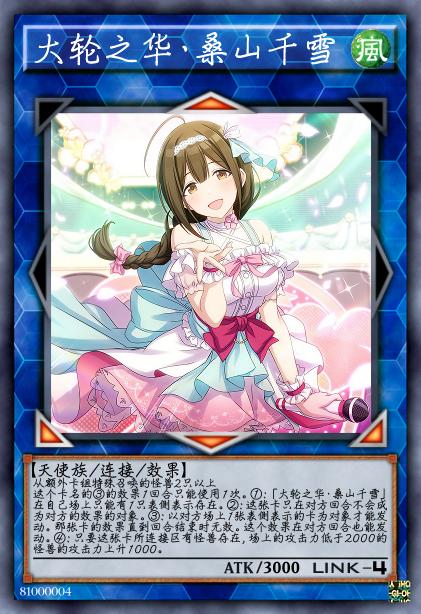 大轮之华·桑山千雪
風
【天使族/连接/效果】
从额外卡组特殊召唤的怪兽2只以上
这个卡名的③的效果1回合只能使用1次。①:「大轮之华·桑山千雪」
在自己场上只能有1只表侧表示存在。②:这张卡只在对方回合不会成
为对方的效果的对象。③:以对方场上1张表侧表示的卡为对象才能发
动。那张卡的效果直到回合结束时无效。这个效果在对方回合也能发
动。④:只要这张卡所连接区有怪兽存在,场上的攻击力低于2000的
怪兽的攻击力上升1000。
ATK/3000 LINK-4
81000004